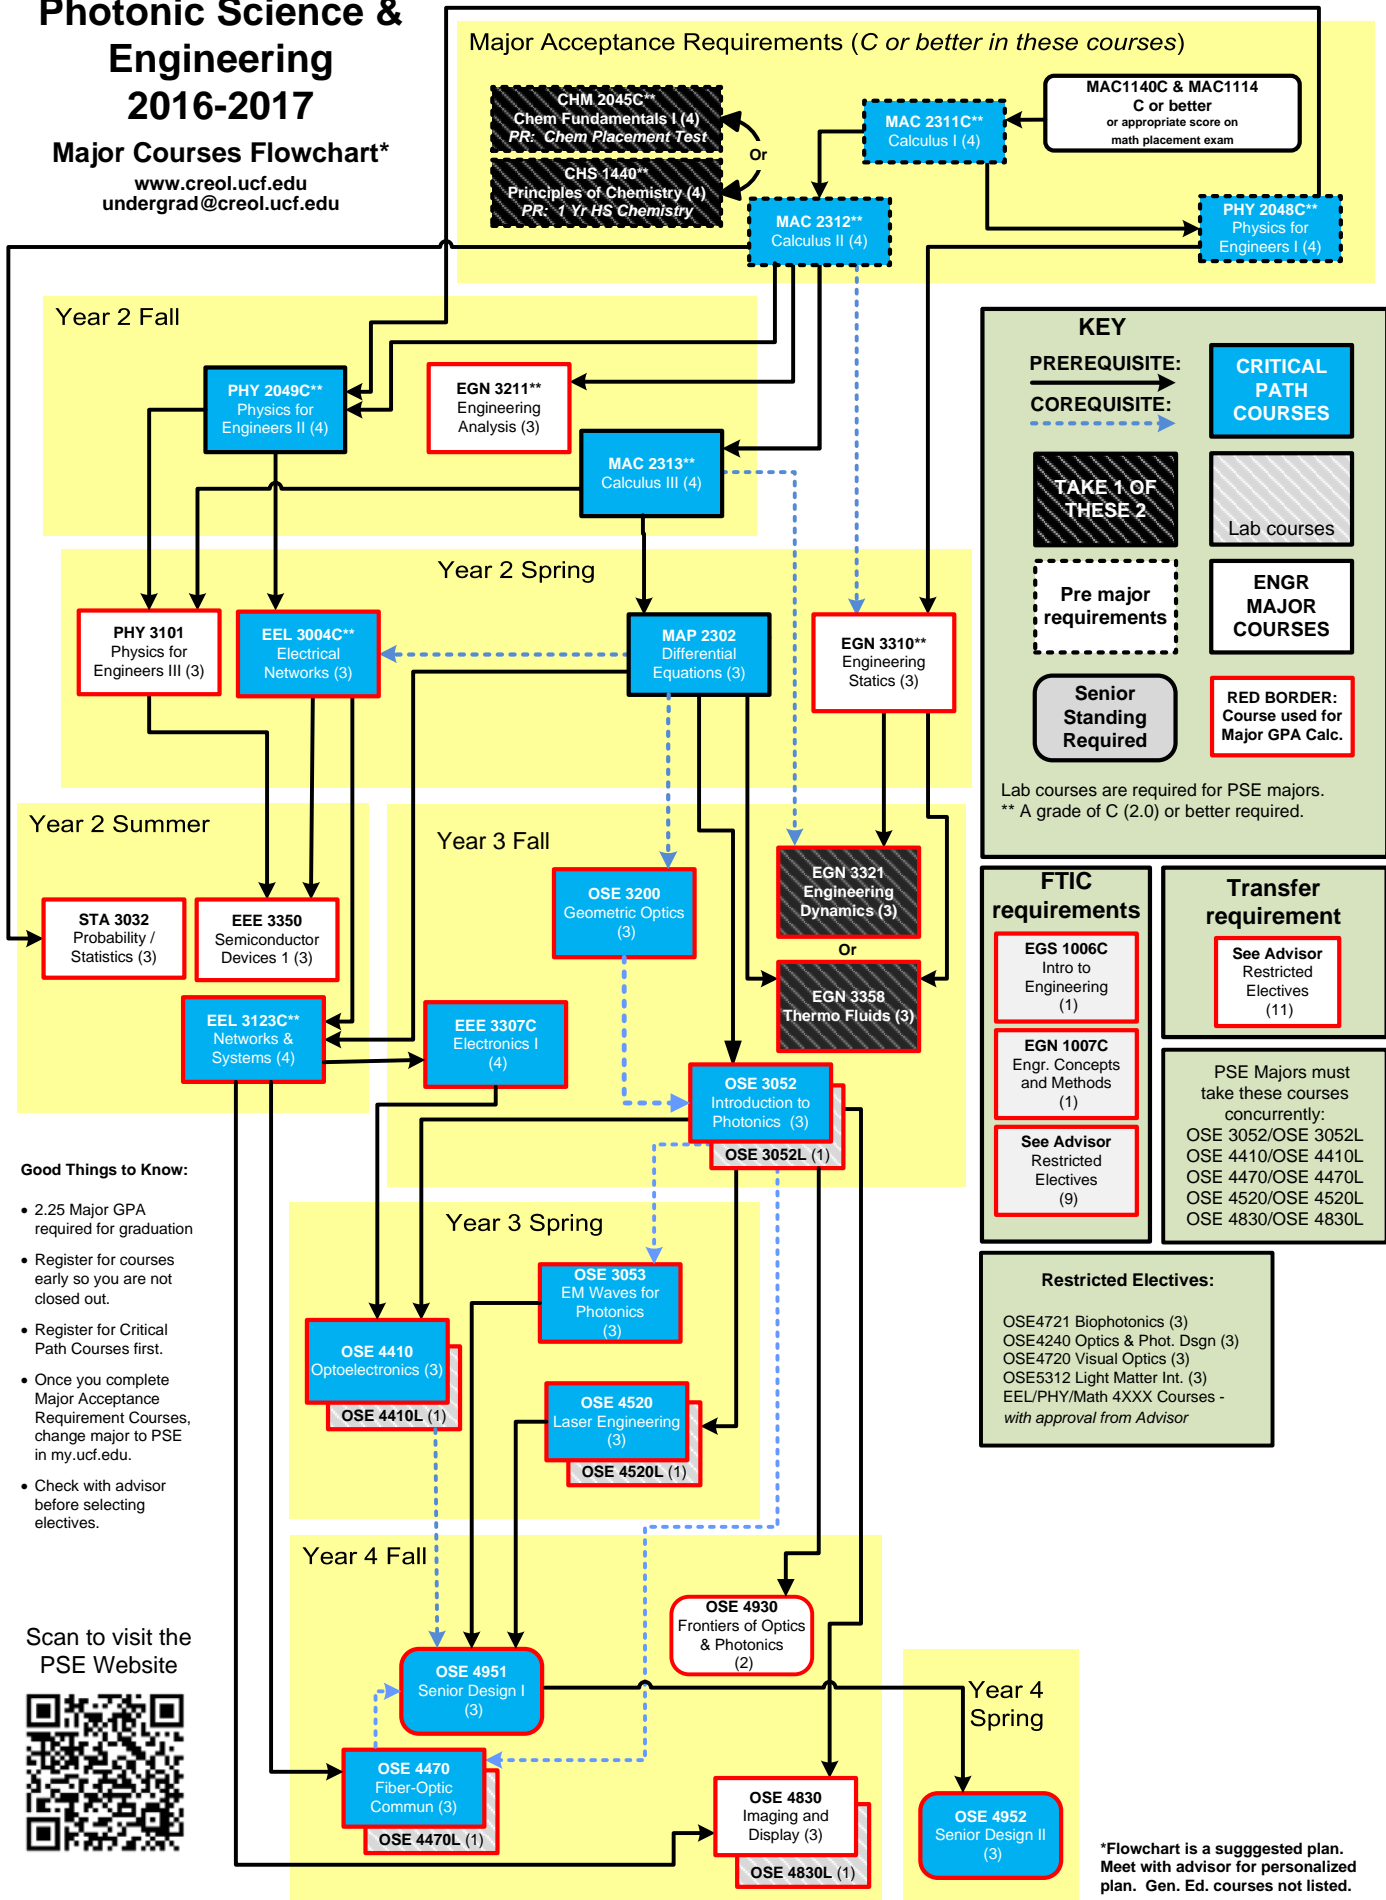 Photonic Science &
Engineering
2016-2017
Major Courses Flowchart*
www.creol.ucf.edu
undergrad@creol.ucf.edu
Major Acceptance Requirements (C or better in these courses)
CHM 2045C**
Chem Fundamentals I (4)
PR: Chem Placement Test
Or
CHS 1440**
Principles of Chemistry (4)
PR: 1 Yr HS Chemistry
MAC 2311C**
Calculus I (4)
MAC1140C & MAC1114
C or better
or appropriate score on
math placement exam
MAC 2312**
Calculus II (4)
PHY 2048C**
Physics for
Engineers I (4)
Year 2 Fall
PHY 2049C**
Physics for
Engineers II (4)
EGN 3211**
Engineering
Analysis (3)
MAC 2313**
Calculus III (4)
KEY
PREREQUISITE:
COREQUISITE:
CRITICAL
PATH
COURSES
TAKE 1 OF
THESE 2
Lab courses
Pre major
requirements
ENGR
MAJOR
COURSES
Senior
Standing
Required
RED BORDER:
Course used for
Major GPA Calc.
Lab courses are required for PSE majors.
** A grade of C (2.0) or better required.
Year 2 Spring
PHY 3101
Physics for
Engineers III (3)
EEL 3004C**
Electrical
Networks (3)
MAP 2302
Differential
Equations (3)
EGN 3310**
Engineering
Statics (3)
Year 2 Summer
STA 3032
Probability /
Statistics (3)
EEE 3350
Semiconductor
Devices 1 (3)
EEL 3123C**
Networks &
Systems (4)
Year 3 Fall
OSE 3200
Geometric Optics
(3)
EGN 3321
Engineering
Dynamics (3)
Or
EGN 3358
Thermo Fluids (3)
EEE 3307C
Electronics I
(4)
OSE 3052
Introduction to
Photonics (3)
OSE 3052L (1)
FTIC
requirements
EGS 1006C
Intro to
Engineering
(1)
EGN 1007C
Engr. Concepts
and Methods
(1)
See Advisor
Restricted
Electives
(9)
Transfer
requirement
See Advisor
Restricted
Electives
(11)
PSE Majors must
take these courses
concurrently:
OSE 3052/OSE 3052L
OSE 4410/OSE 4410L
OSE 4470/OSE 4470L
OSE 4520/OSE 4520L
OSE 4830/OSE 4830L
Restricted Electives:
OSE4721 Biophotonics (3)
OSE4240 Optics & Phot. Dsgn (3)
OSE4720 Visual Optics (3)
OSE5312 Light Matter Int. (3)
EEL/PHY/Math 4XXX Courses -
with approval from Advisor
Good Things to Know:
• 2.25 Major GPA
required for graduation
• Register for courses
early so you are not
closed out.
• Register for Critical
Path Courses first.
• Once you complete
Major Acceptance
Requirement Courses,
change major to PSE
in my.ucf.edu.
• Check with advisor
before selecting
electives.
Year 3 Spring
OSE 3053
EM Waves for
Photonics
(3)
OSE 4410
Optoelectronics (3)
OSE 4410L (1)
OSE 4520
Laser Engineering
(3)
OSE 4520L (1)
Year 4 Fall
OSE 4930
Frontiers of Optics
& Photonics
(2)
OSE 4951
Senior Design I
(3)
OSE 4470
Fiber-Optic
Commun (3)
OSE 4470L (1)
OSE 4830
Imaging and
Display (3)
OSE 4830L (1)
Year 4
Spring
OSE 4952
Senior Design II
(3)
Scan to visit the
PSE Website
*Flowchart is a sugggested plan.
Meet with advisor for personalized
plan. Gen. Ed. courses not listed.